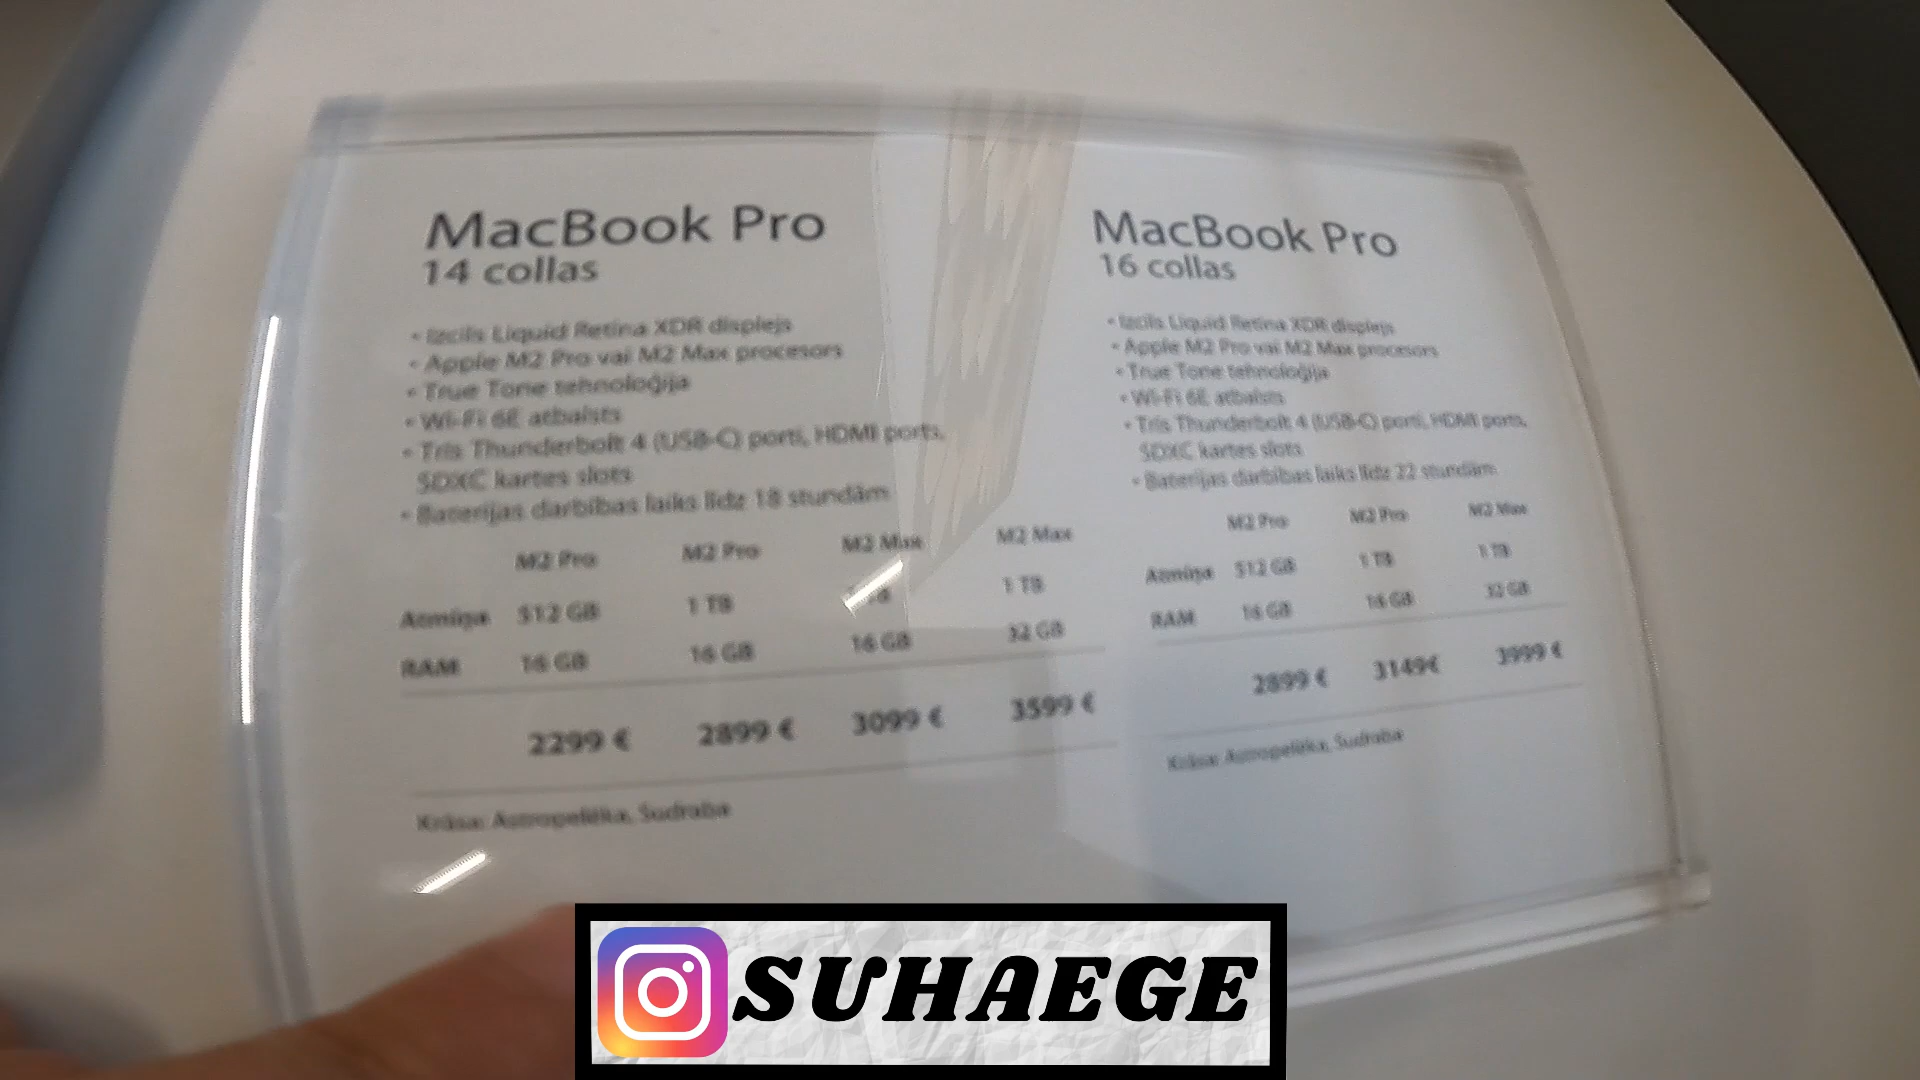 MacBook Pro
14 collas
• Izcils Liquid Retina XDR displejs
• Apple M2 Pro vai M2 Max procesors
• True Tone tehnoloģija
• Wi-Fi 6E atbalsts
• Trīs Thunderbolt 4 (USB-C) porti, HDMI ports,
SDXC kartes slots
• Baterijas darbības laiks līdz 18 stundām
M2 Pro M2 Pro M2 Max M2 Max
Atmiņa 512 GB 1 TB TB 1 TB
RAM 16 GB 16 GB 16 GB 32 GB
2299 € 2899 € 3099 € 3599 €
Krāsa: Astropelēka, Sudraba
MacBook Pro
16 collas
• Izcils Liquid Retina XDR displejs
• Apple M2 Pro vai M2 Max procesors
• True Tone tehnoloģija
• Wi-Fi 6E atbalsts
• Trīs Thunderbolt 4 (USB-C) porti, HDMI ports,
SDXC kartes slots
• Baterijas darbības laiks līdz 22 stundām
M2 Pro M2 Pro M2 Max
Atmiņa 512 GB 1 TB 1 TB
RAM 16 GB 16 GB 32 GB
2899 € 3149€ 3999 €
Krāsa: Astropelēka, Sudraba
SUHAEGE